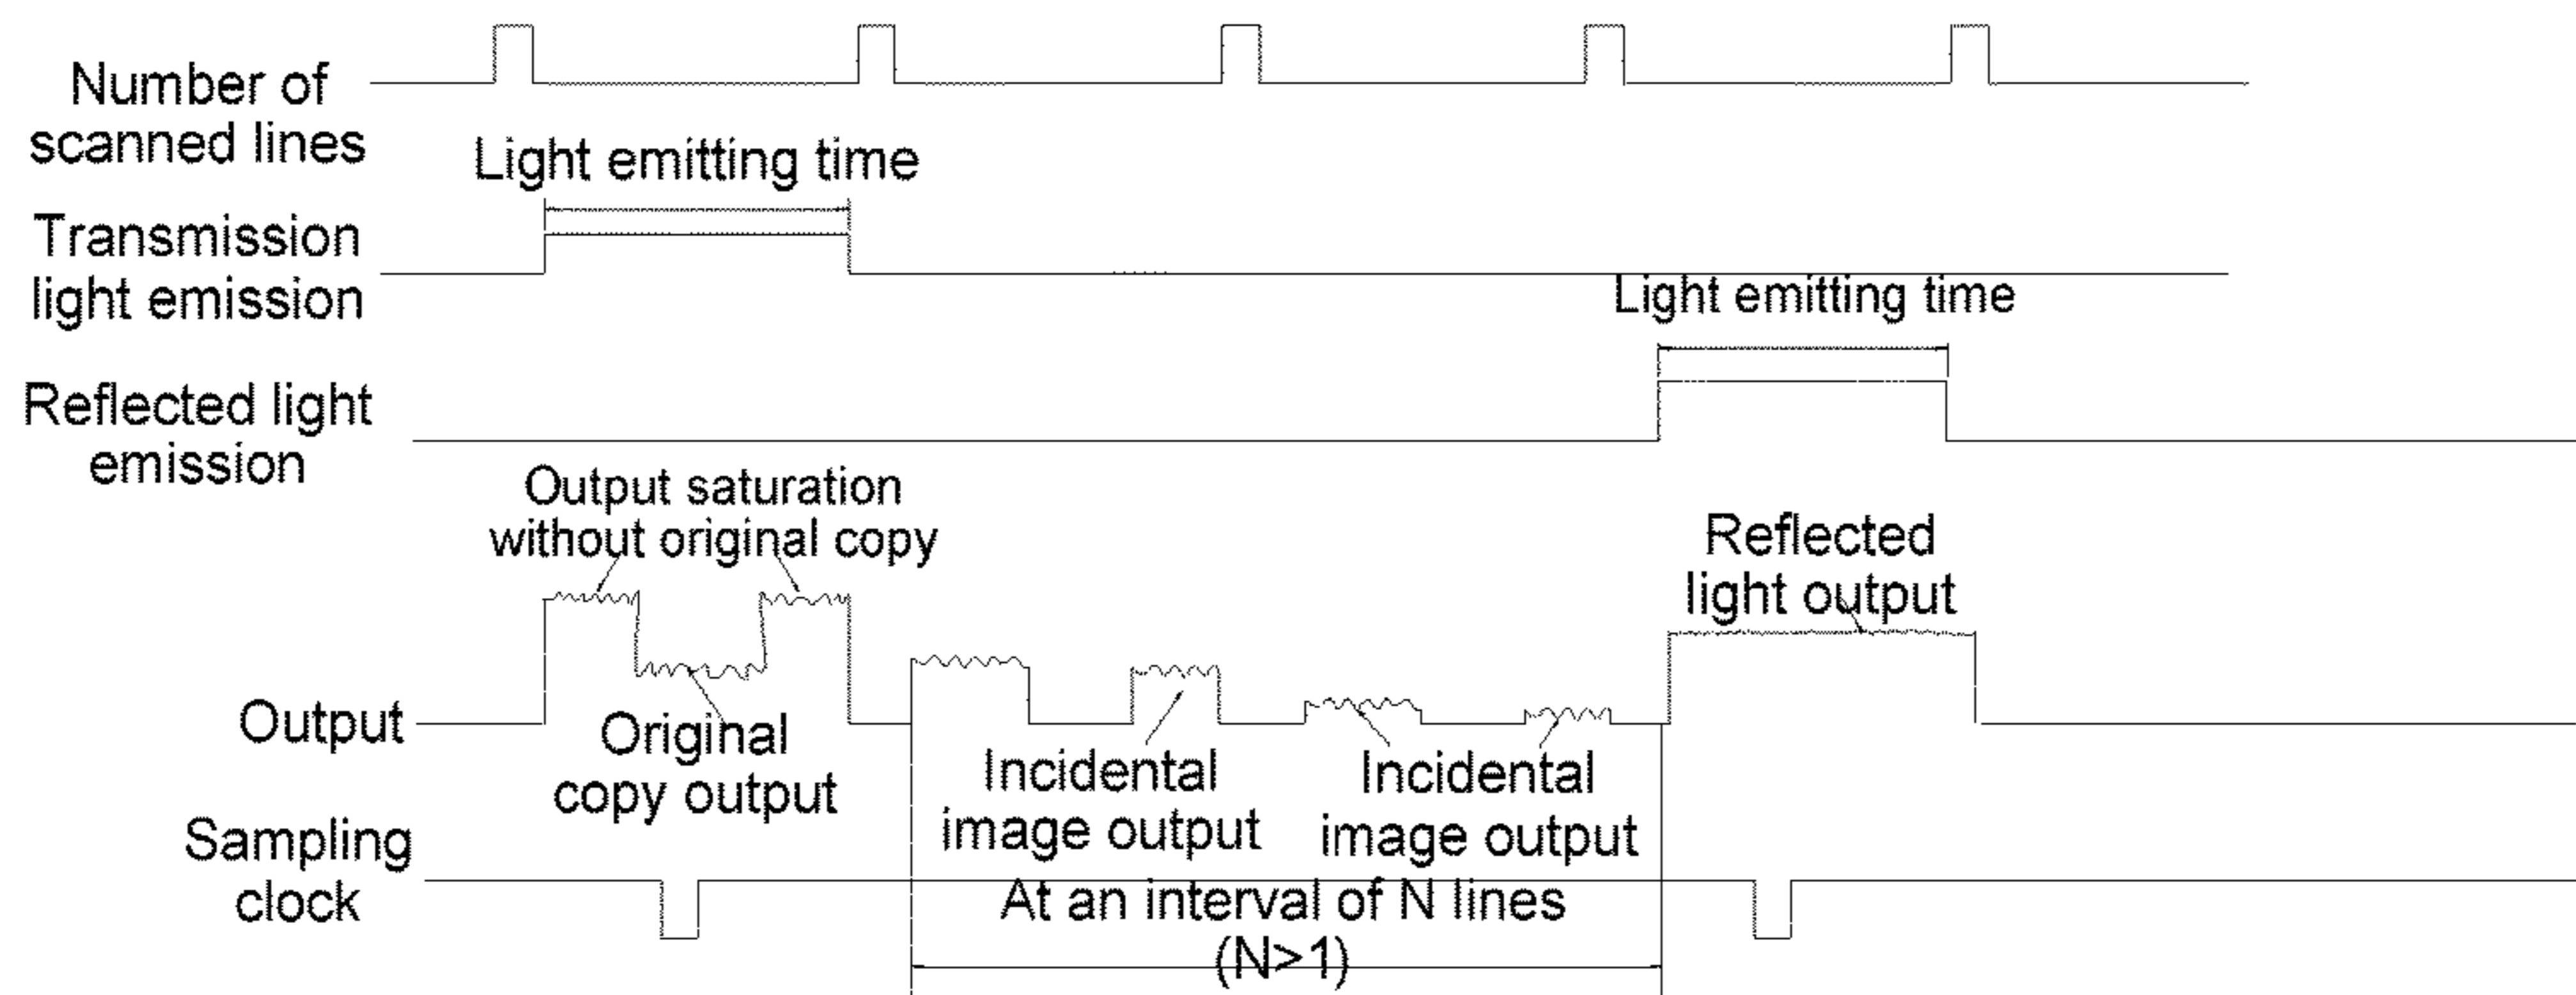 Number of
scanned lines
Light emitting time
Transmission
light emission
Light emitting time
Reflected light
emission
Output saturation
without original copy
Reflected
light output
Output
Original
copy output
Incidental
image output
Incidental
image output
Sampling
clock
At an interval of N lines
(N>1)